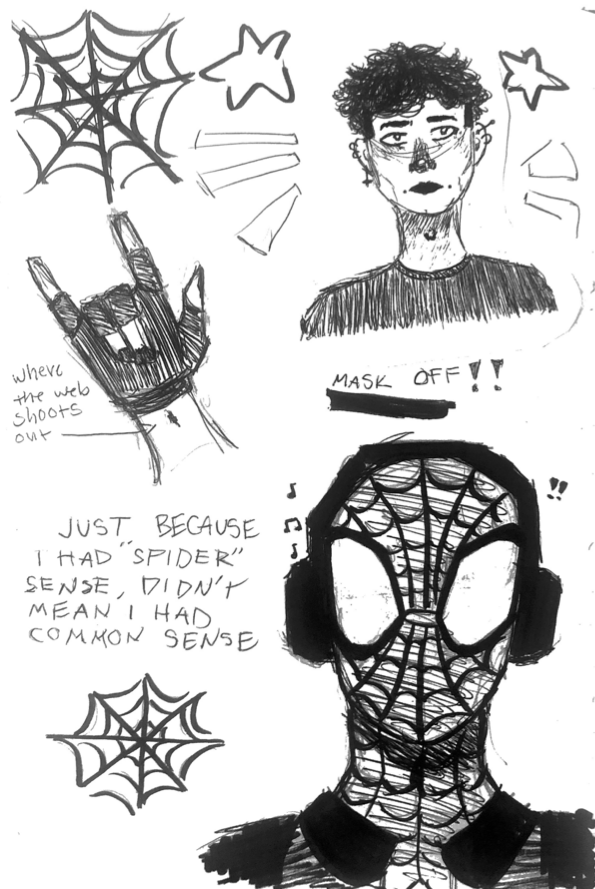 where
the web
shoots
out
MASK OFF!!
!!
JUST BECAUSE
I HAD "SPIDER"
SENSE, DIDN'T
MEAN I HAD
COMMON SENSE